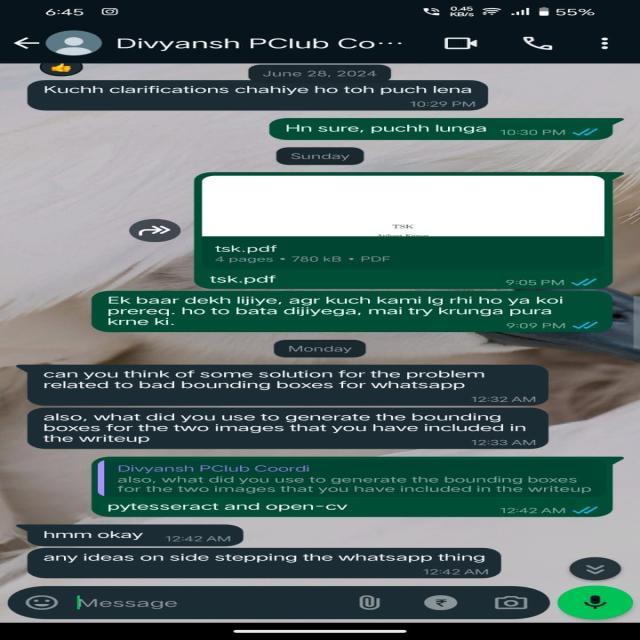 6:45
0.45
KB/s
55%
Divyansh PClub Co...
June 28, 2024
Kuchh clarifications chahiye ho toh puch lena
10:29 PM
Hn sure, puchh lunga 10:30 PM
Sunday
TSK
tsk.pdf
4 pages • 780 kB • PDF
tsk.pdf
9:05 PM
Ek baar dekh lijiye, agr kuch kami lg rhi ho ya koi
prereq. ho to bata dijiyega, mai try krunga pura
krne ki.
9:09 PM
Monday
can you think of some solution for the problem
related to bad bounding boxes for whatsapp
12:32 AM
also, what did you use to generate the bounding
boxes for the two images that you have included in
the writeup
12:33 AM
Divyansh PClub Coordi
also, what did you use to generate the bounding boxes
for the two images that you have included in the writeup
pytesseract and open-cv
12:42 AM
hmm okay 12:42 AM
any ideas on side stepping the whatsapp thing
12:42 AM
Message